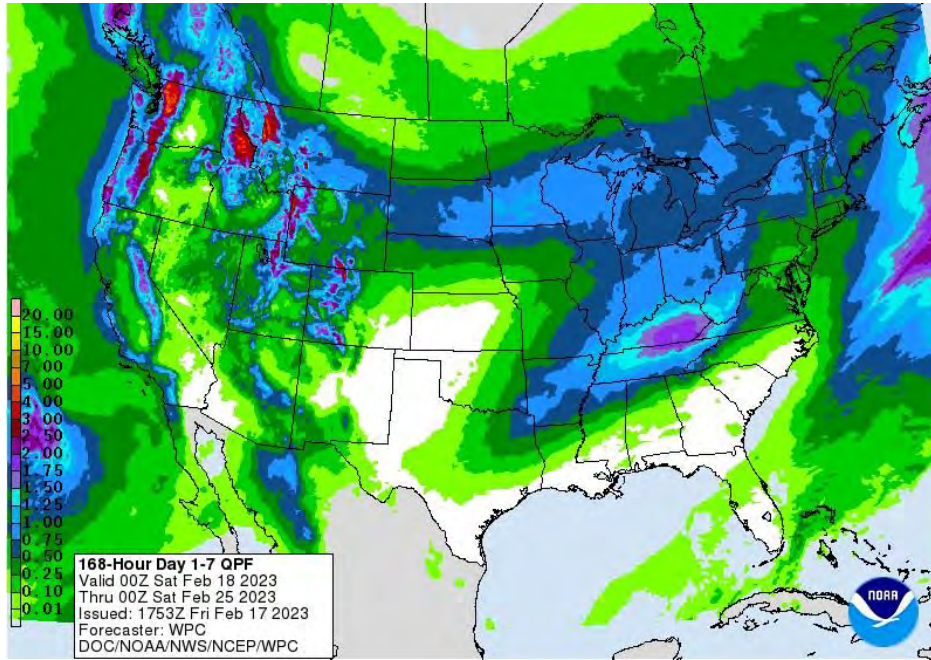 20.00
15.00
10.00
7.00
5.00
4.00
3.00
2.50
2.00
1.75
1.50
1.25
1.00
0.75
0.50
0.25
0.10
0.01
168-Hour Day 1-7 QPF
Valid 00Z Sat Feb 18 2023
Thru 00Z Sat Feb 25 2023
Issued: 1753Z Fri Feb 17 2023
Forecaster: WPC
DOC/NOAA/NWS/NCEP/WPC
NOAA